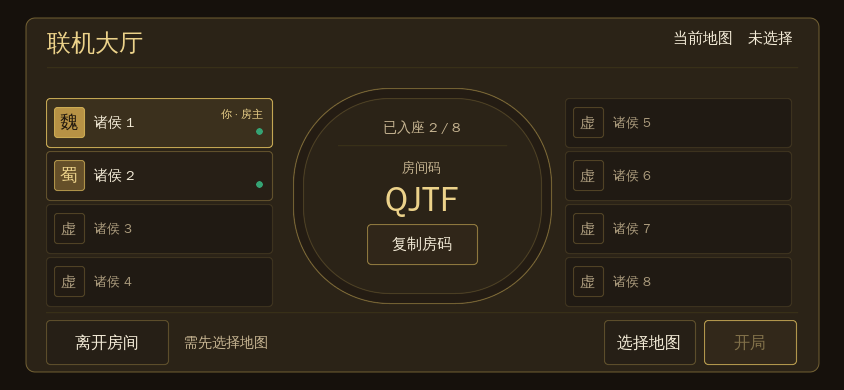 联机大厅
当前地图 未选择
魏 诸侯 1 你 · 房主
蜀 诸侯 2
虚 诸侯 3
虚 诸侯 4
已入座 2 / 8
房间码
QJTF
复制房码
虚 诸侯 5
虚 诸侯 6
虚 诸侯 7
虚 诸侯 8
离开房间 需先选择地图 选择地图 开局